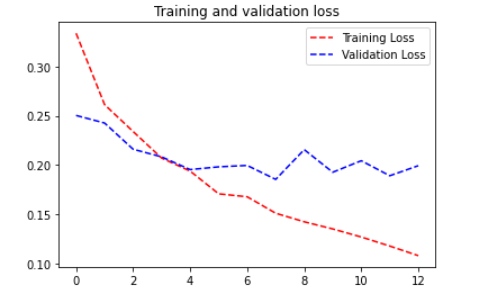 Training and validation loss
Training Loss
Validation Loss
0.30
0.25
0.20
0.15
0.10
0 2 4 6 8 10 12